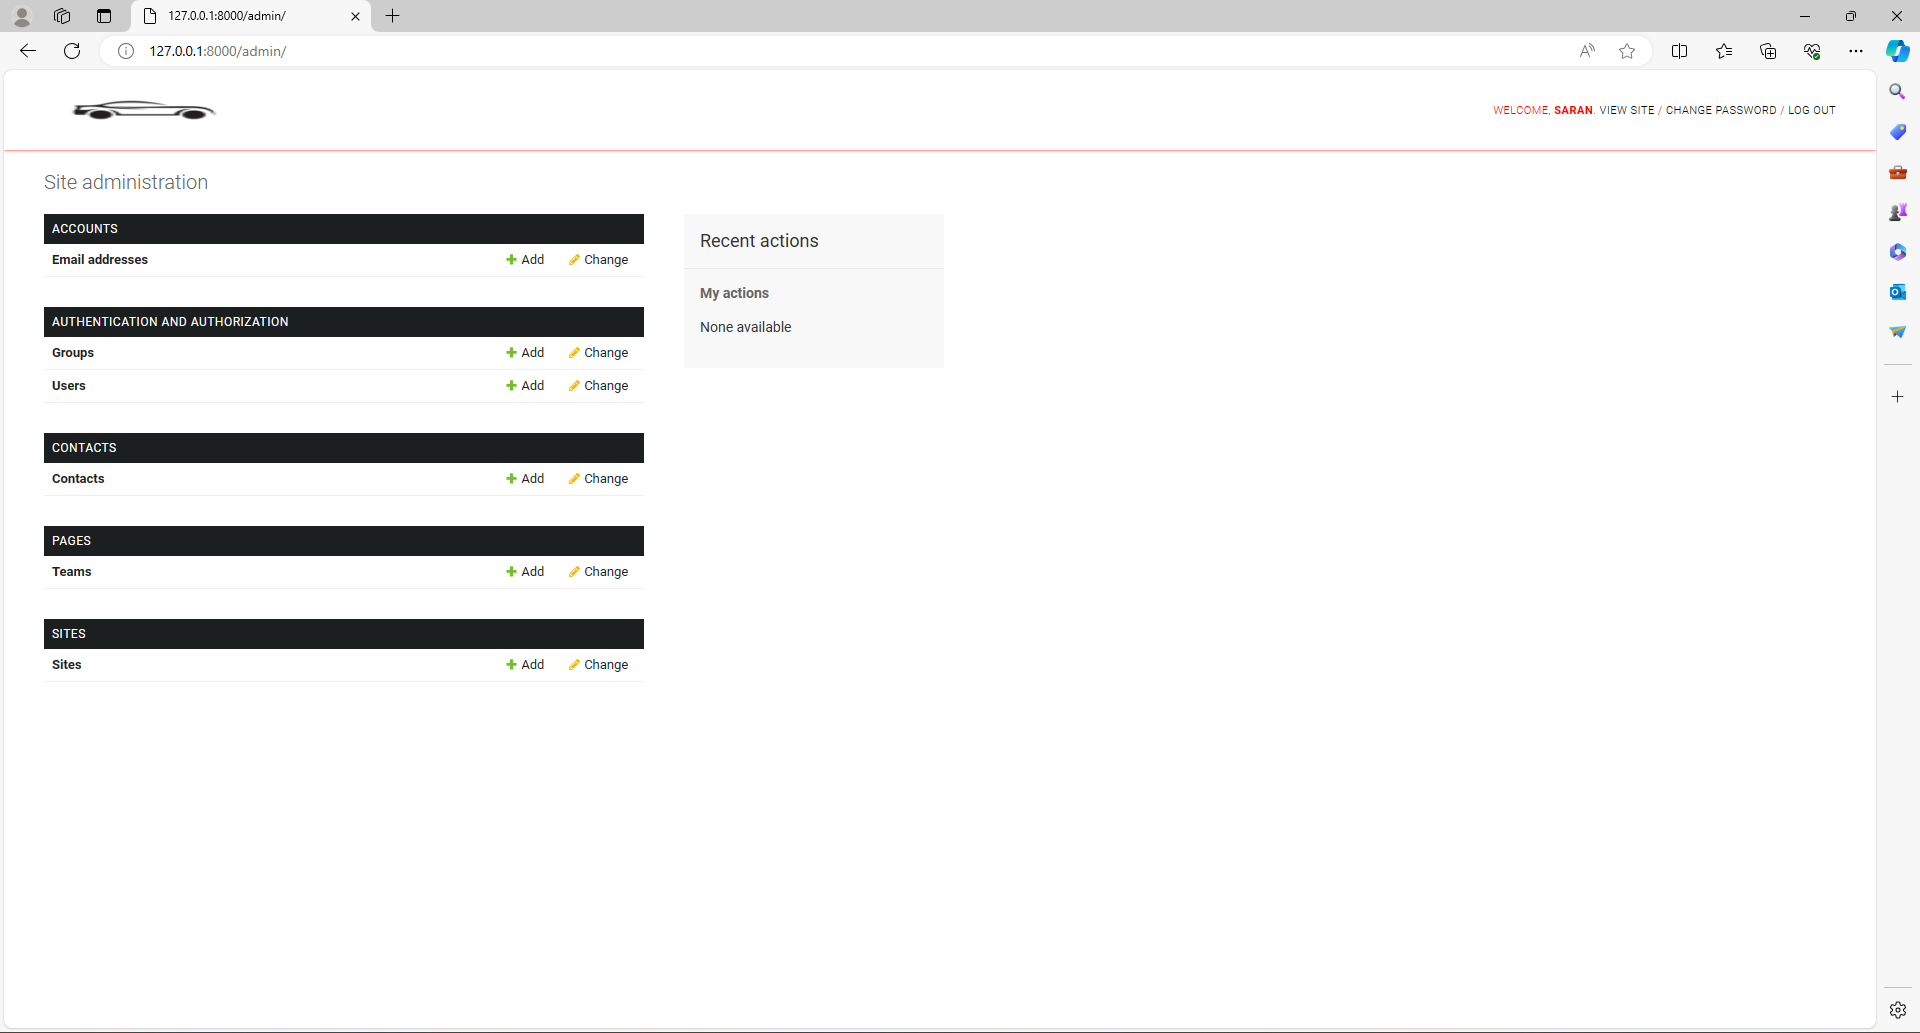 127.0.0.1:8000/admin/
127.0.0.1:8000/admin/
WELCOME, SARAN. VIEW SITE / CHANGE PASSWORD / LOG OUT
Site administration
ACCOUNTS
Email addresses Add Change
AUTHENTICATION AND AUTHORIZATION
Groups Add Change
Users Add Change
CONTACTS
Contacts Add Change
PAGES
Teams Add Change
SITES
Sites Add Change
Recent actions
My actions
None available